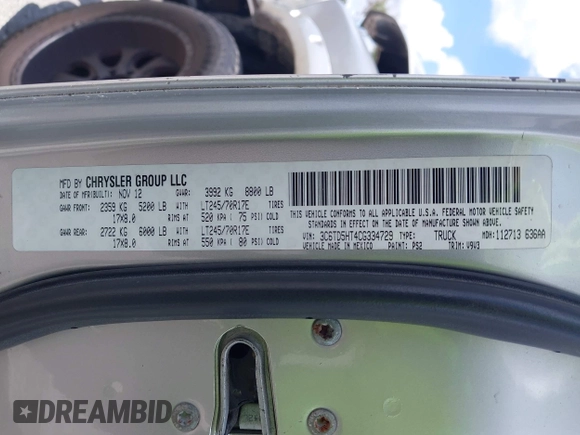 MFD BY CHRYSLER GROUP LLC
DATE OF MFR(BUILT): NOV 12 GVWR: 3992 KG 8800 LB
GAWR FRONT: 2359 KG 5200 LB WITH LT245/70R17E TIRES
17X8.0 RIMS AT 520 KPA ( 75 PSI) COLD
GAWR REAR: 2722 KG 6000 LB WITH LT245/70R17E TIRES
17X8.0 RIMS AT 550 KPA ( 80 PSI) COLD
THIS VEHICLE CONFORMS TO ALL APPLICABLE U.S.A. FEDERAL MOTOR VEHICLE SAFETY
STANDARDS IN EFFECT ON THE DATE OF MANUFACTURE SHOWN ABOVE.
VIN: 3C6TD5HT4CG334729 TYPE: TRUCK MDH: 112713 636AA
VEHICLE MADE IN MEXICO PAINT: PS2 TRIM: V9V3
DREAMBID